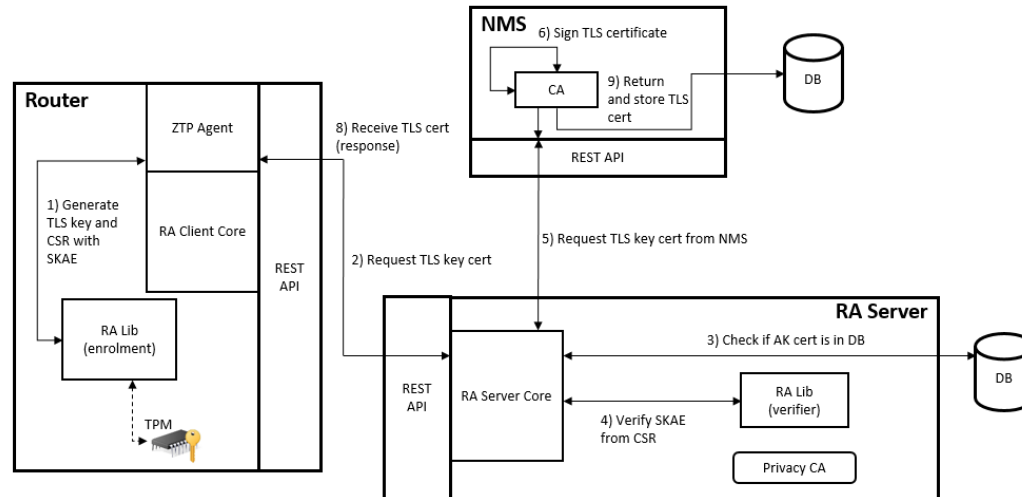 NMS
6) Sign TLS certificate
CA
9) Return
and store TLS
cert
DB
REST API
Router
ZTP Agent
8) Receive TLS cert
(response)
1) Generate
TLS key and
CSR with
SKAE
RA Client Core
REST
API
2) Request TLS key cert
5) Request TLS key cert from NMS
RA Lib
(enrolment)
TPM
RA Server
3) Check if AK cert is in DB
DB
REST
API
RA Server Core
RA Lib
(verifier)
4) Verify SKAE
from CSR
Privacy CA